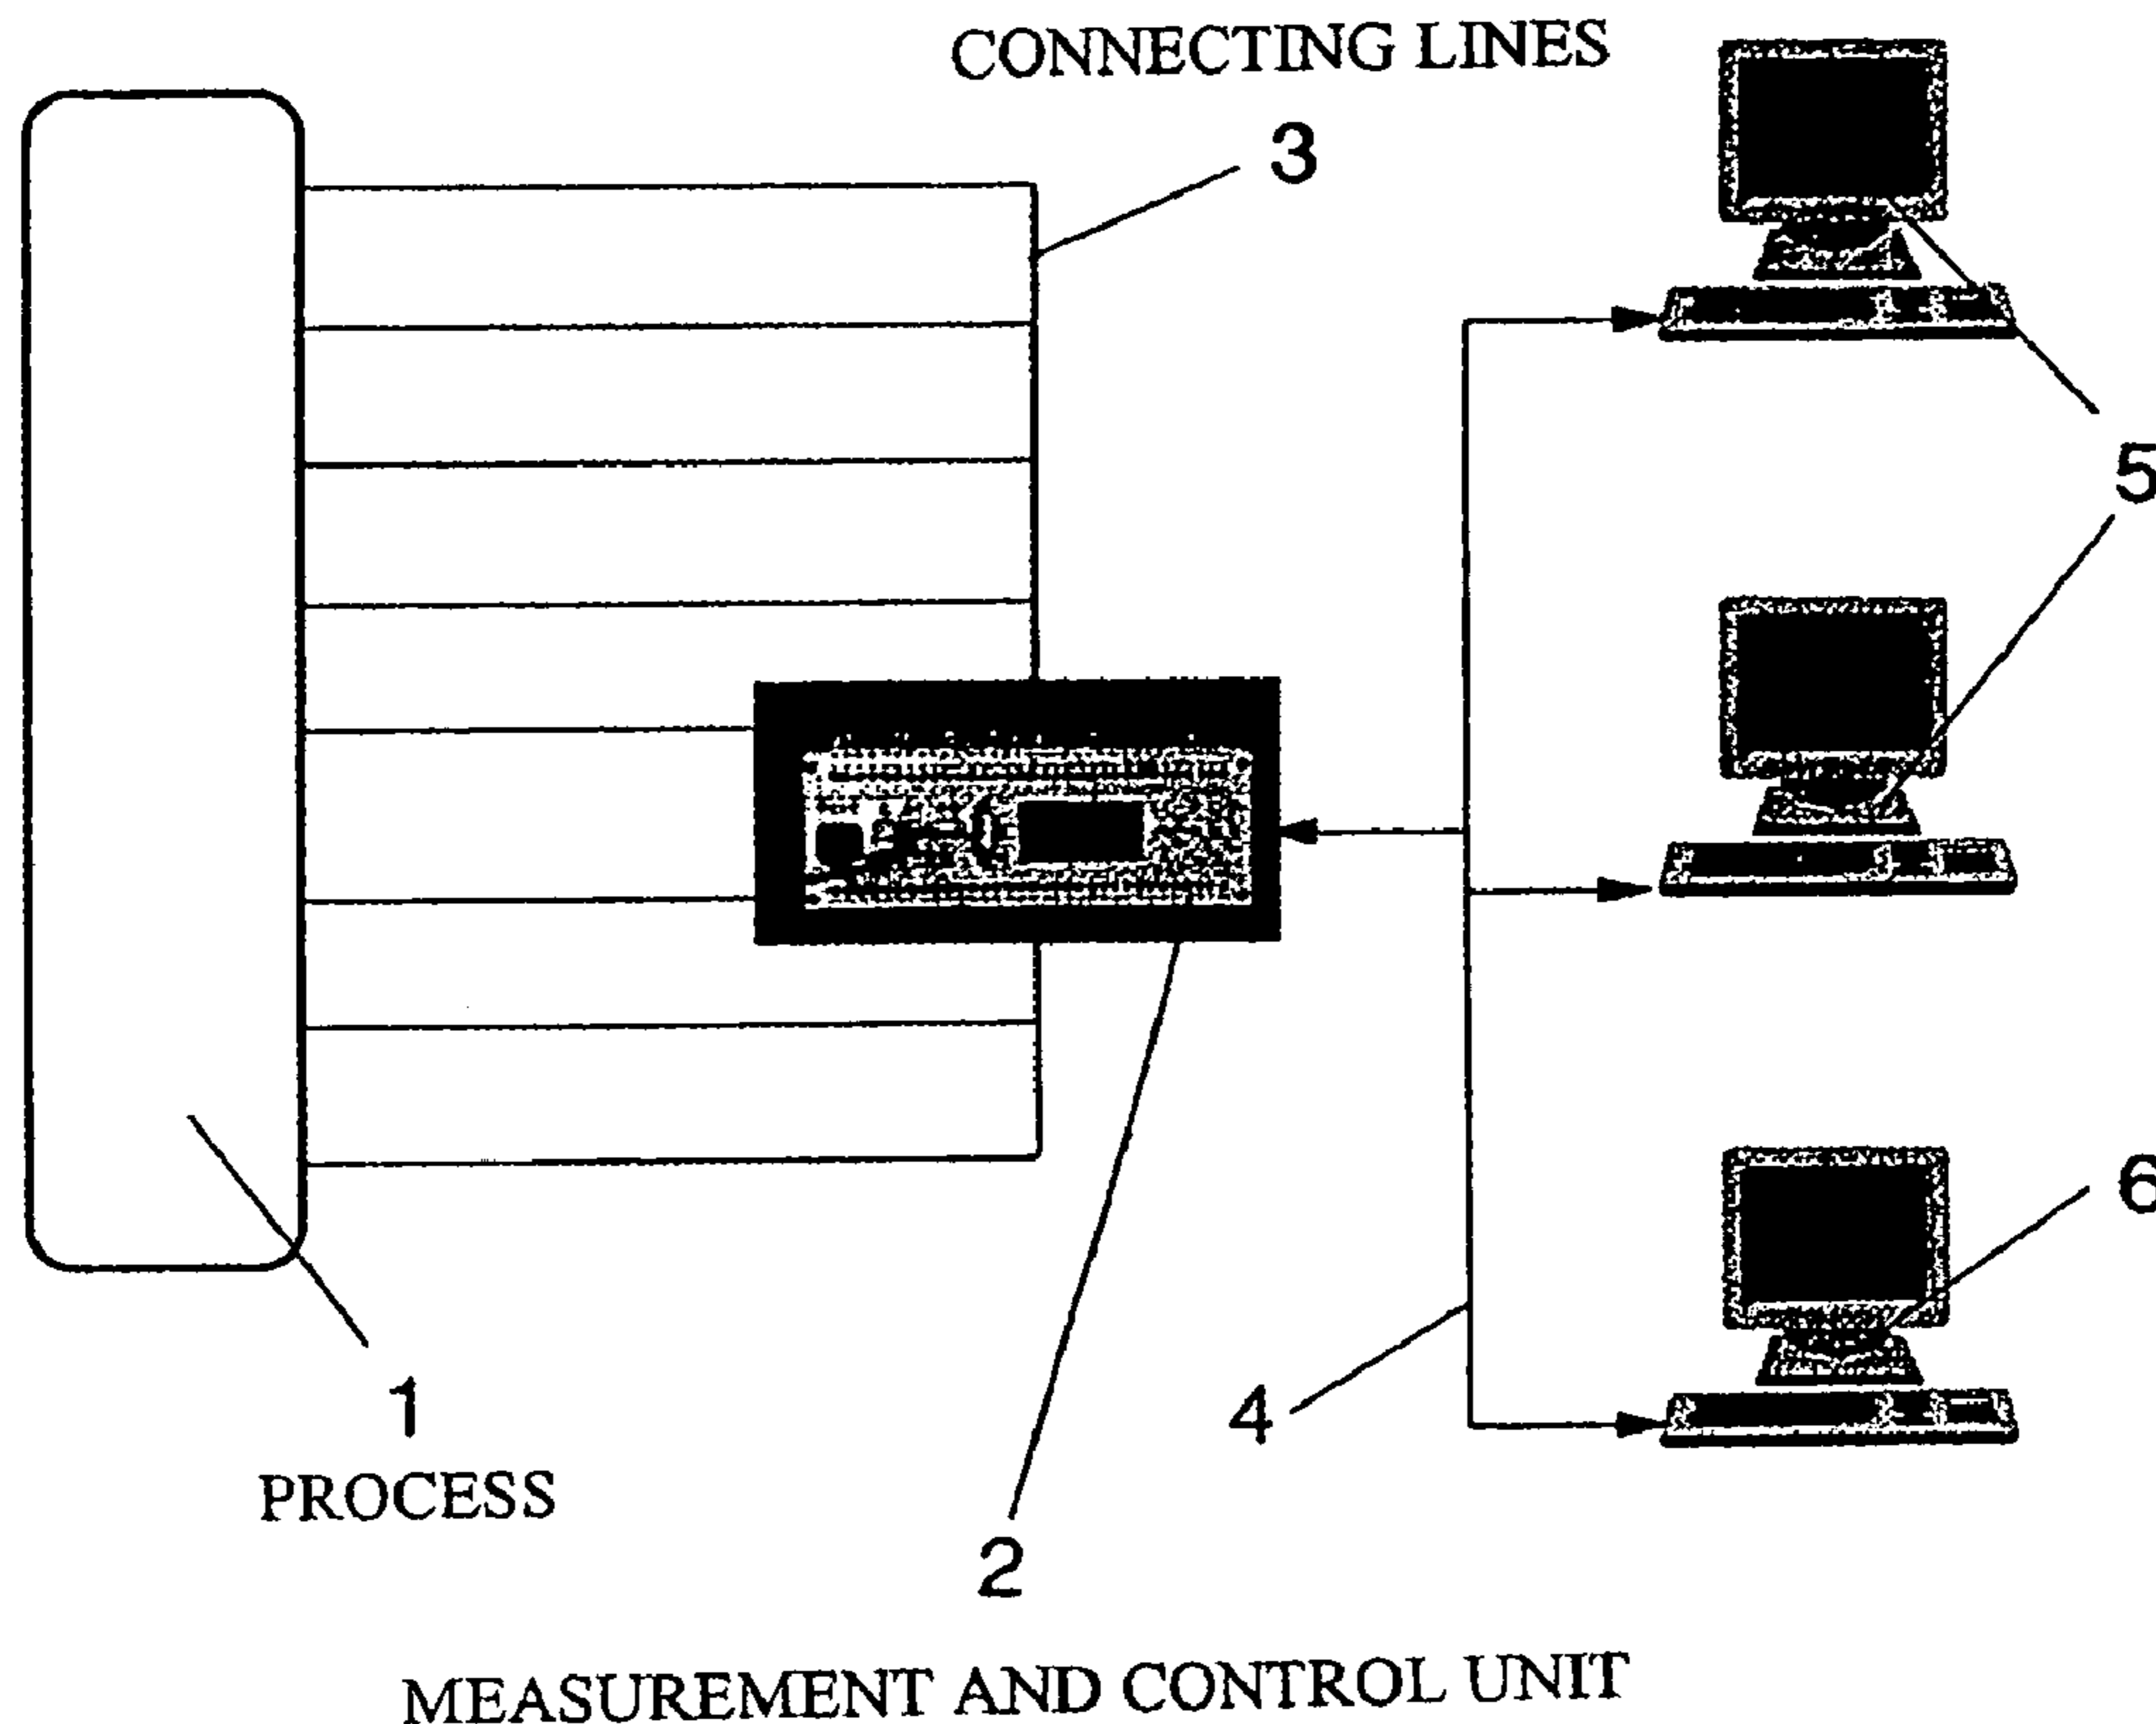 CONNECTING LINES
3
5
6
4
1
PROCESS
2
MEASUREMENT AND CONTROL UNIT